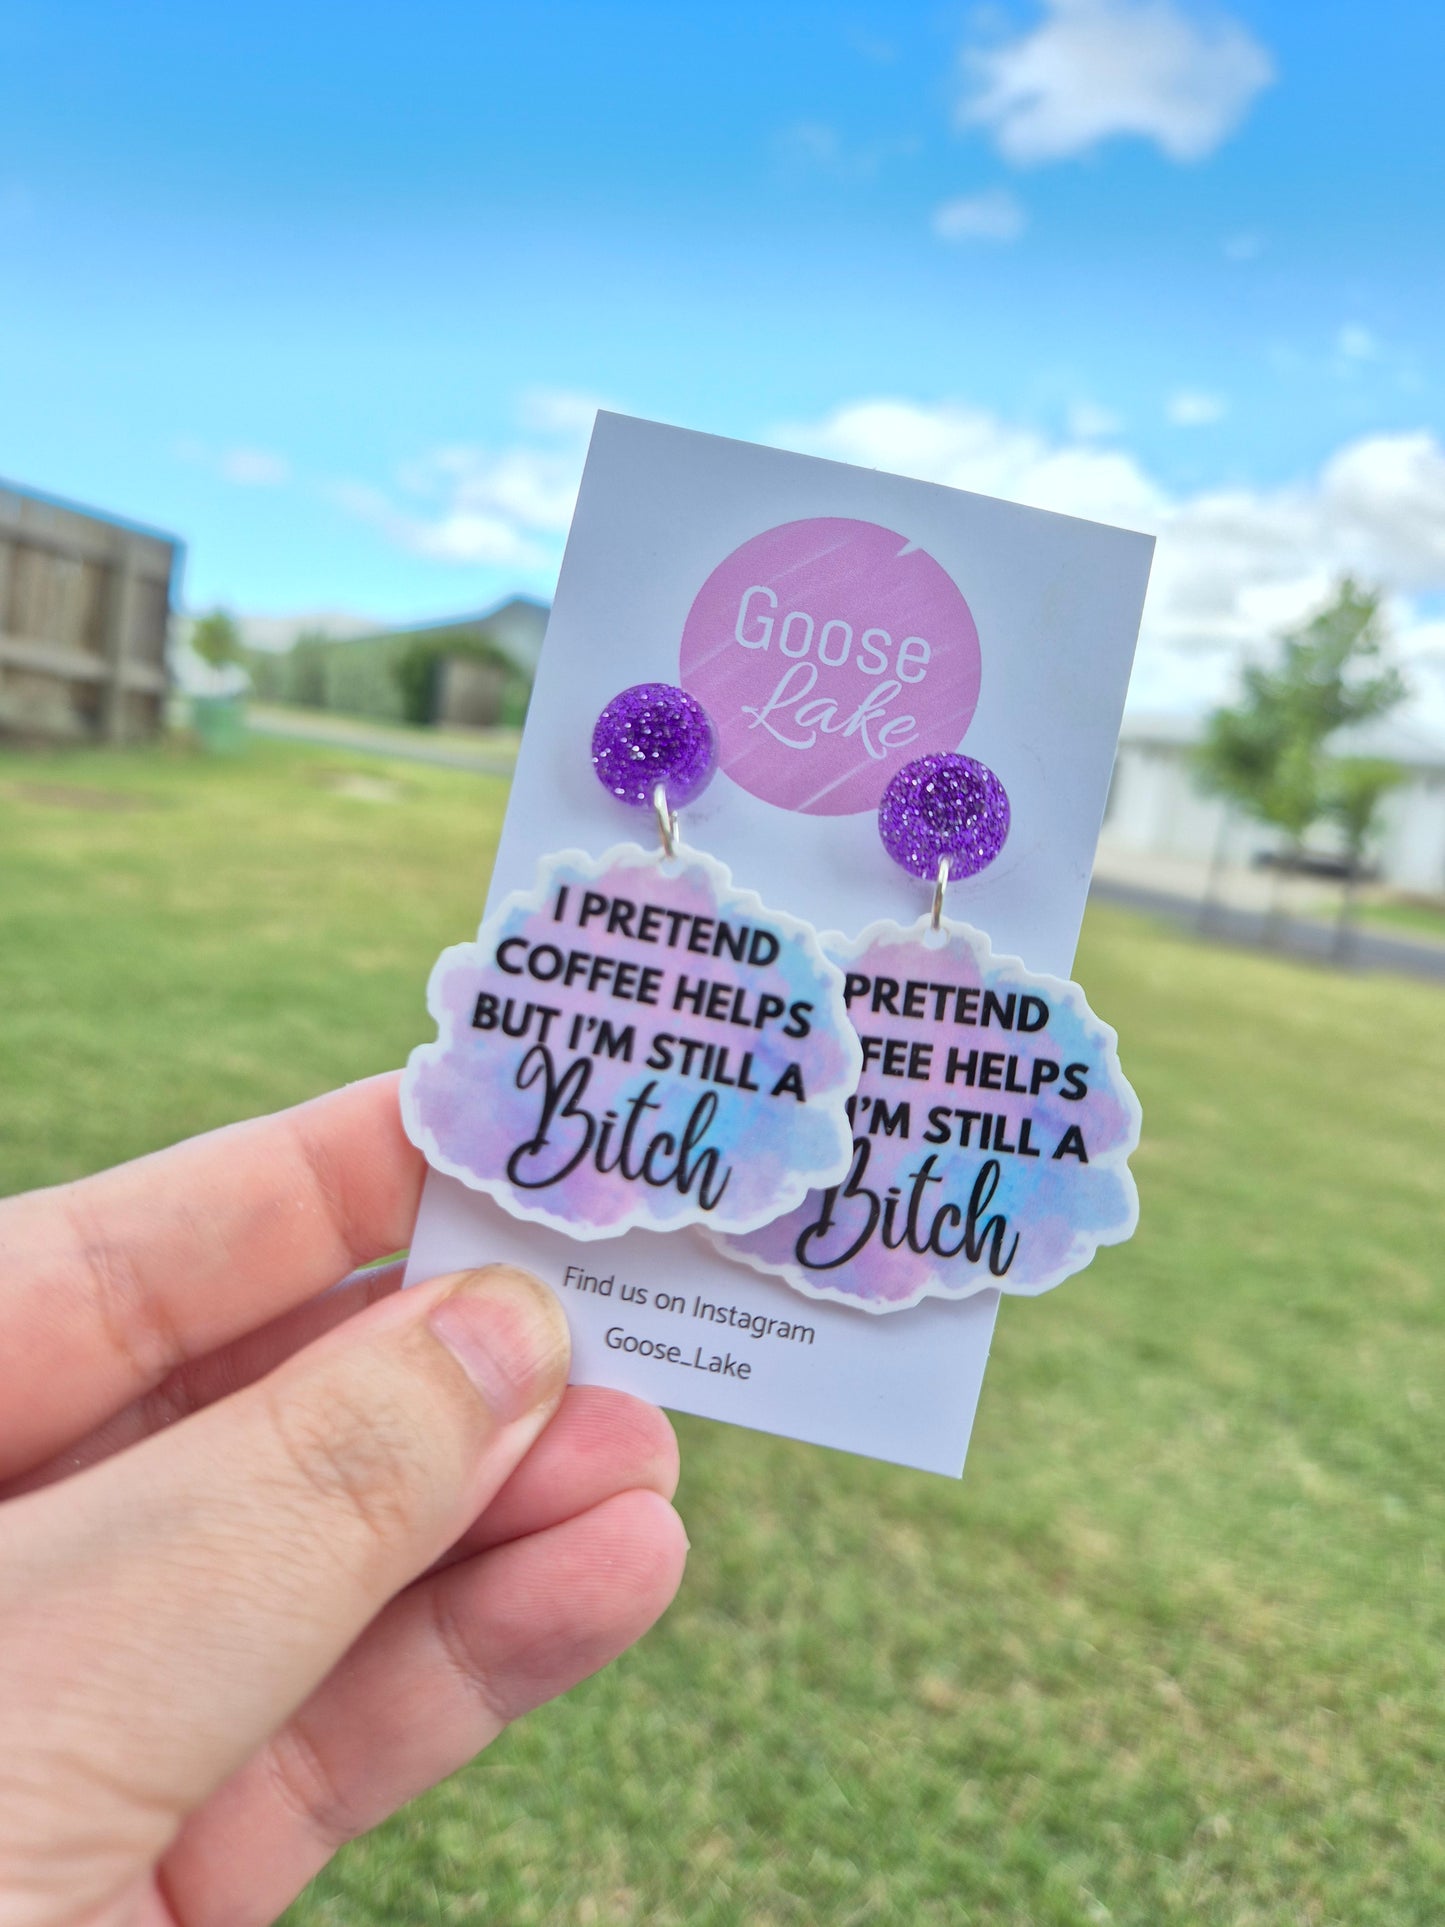 Goose
Lake
I PRETEND
COFFEE HELPS
BUT I'M STILL A
Bitch
PRETEND
FEE HELPS
I'M STILL A
Bitch
Find us on Instagram
Goose_Lake